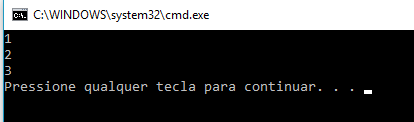 C:\WINDOWS\system32\cmd.exe
1
2
3
Pressione qualquer tecla para continuar. . .